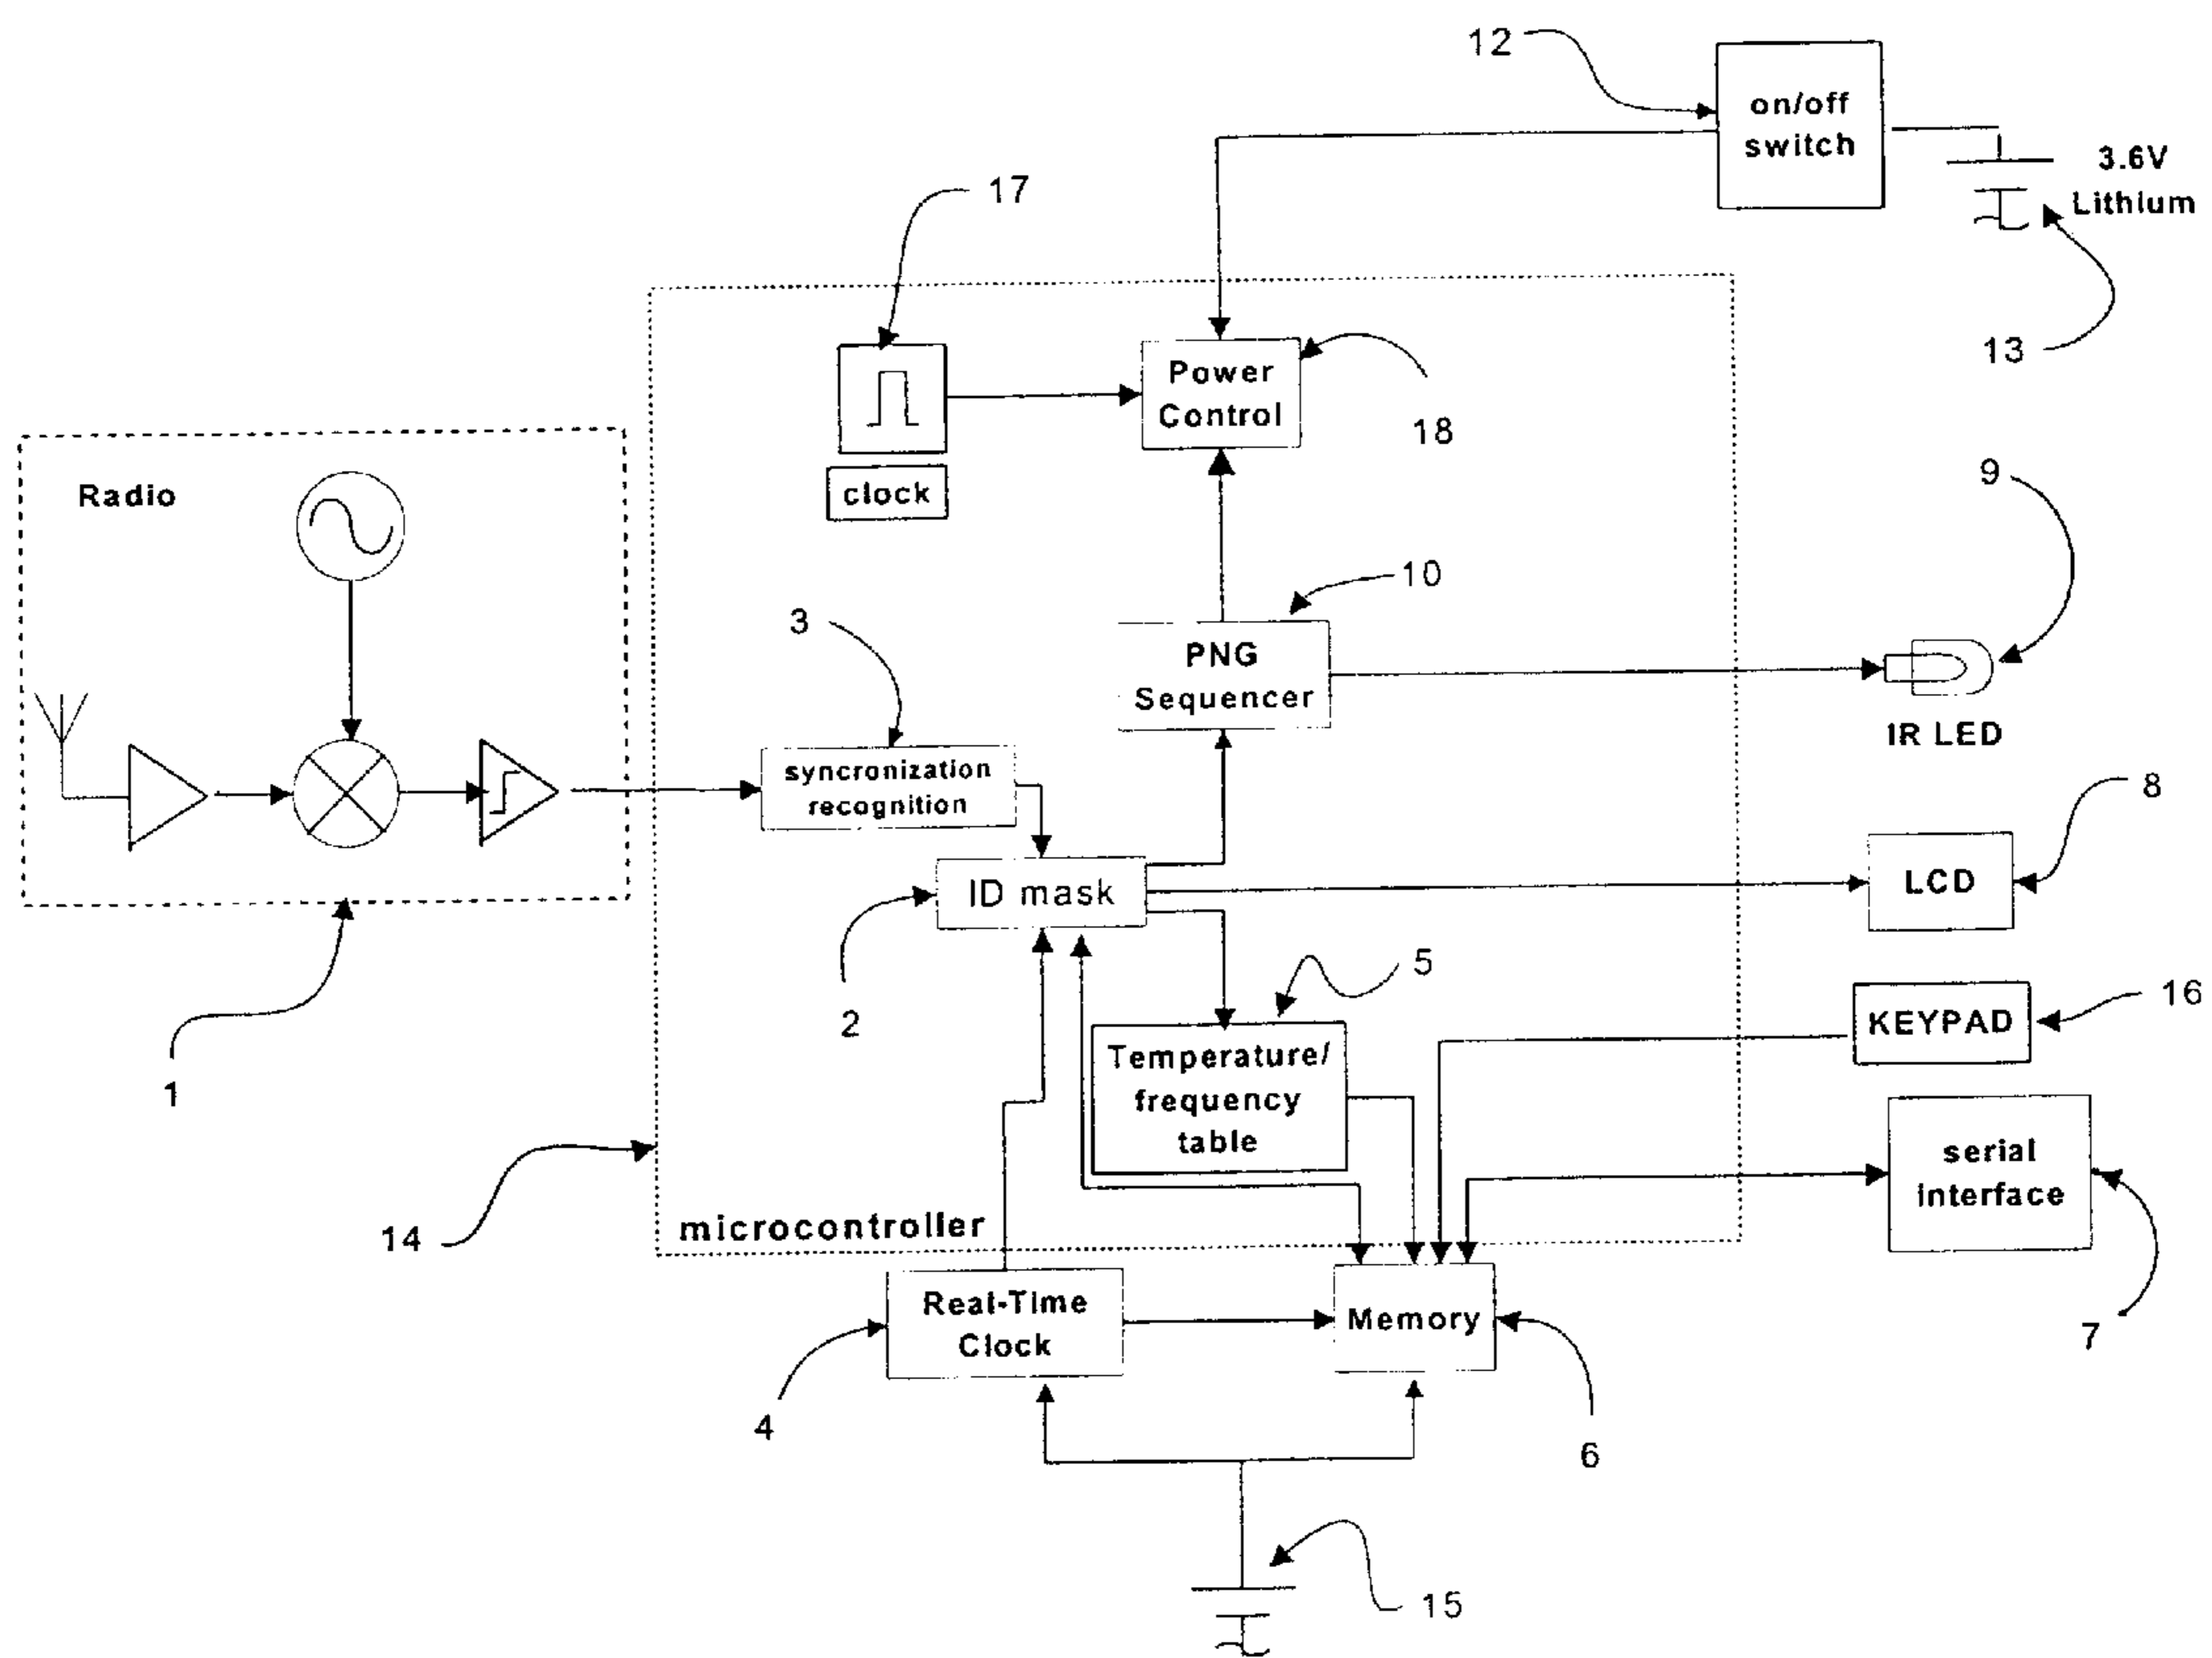 12
on/off
switch
3.6V
Lithium
13
17
Power
Control
18
clock
Radio
9
10
3
PNG
Sequencer
IR LED
syncronization
recognition
8
ID mask
LCD
2
5
16
KEYPAD
1
Temperature/
frequency
table
serial
interface
14
microcontroller
Real-Time
Clock
Memory
7
4
6
15